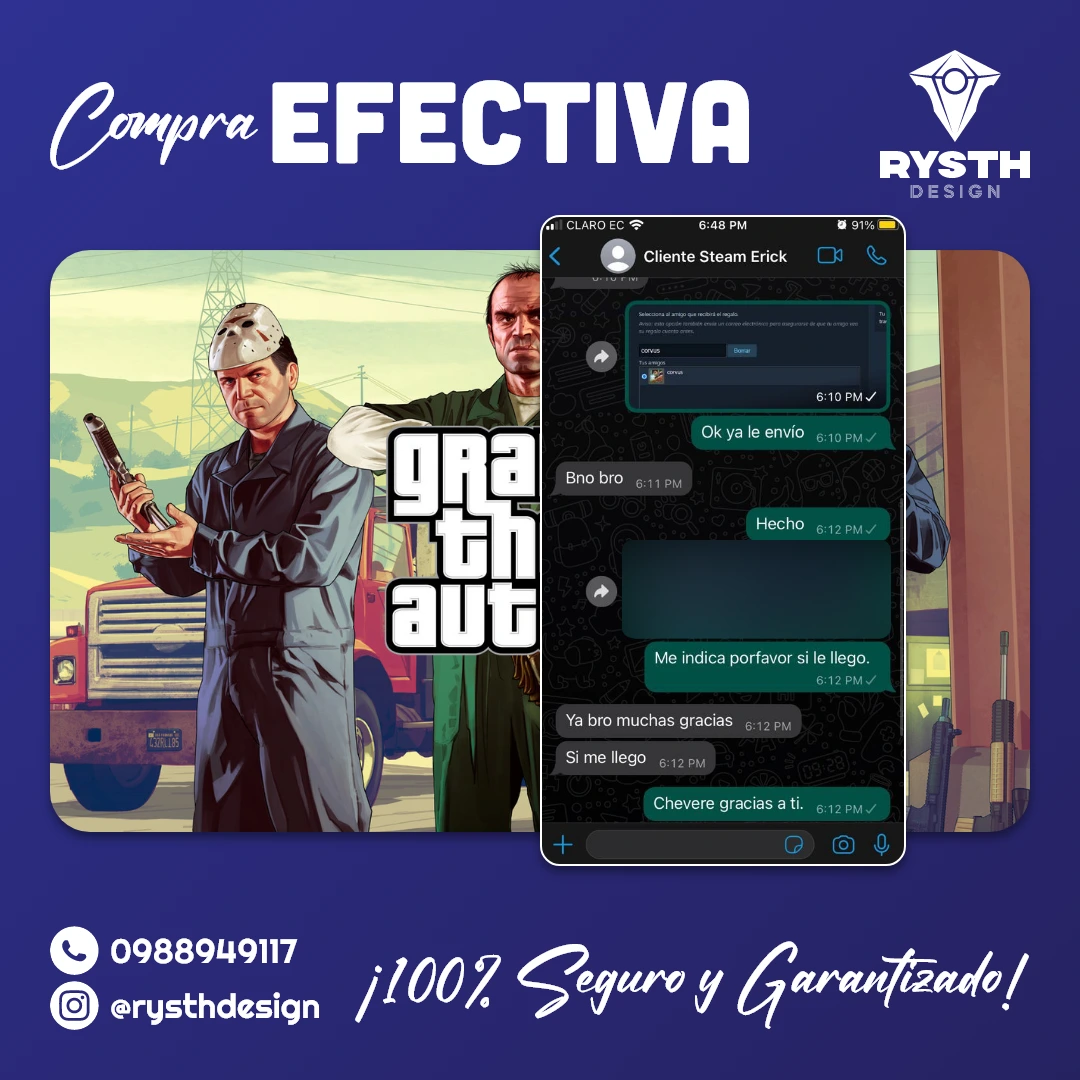 Compra EFECTIVA
RYSTH
DESIGN
CLARO EC 6:48 PM 91%
Cliente Steam Erick
Selecciona al amigo que recibirá el regalo.
corvus Borrar
Tus amigos
corvus
6:10 PM
Ok ya le envío 6:10 PM
Bno bro 6:11 PM
Hecho 6:12 PM
Me indica porfavor si le llego.
6:12 PM
Ya bro muchas gracias 6:12 PM
Si me llego 6:12 PM
Chevere gracias a ti. 6:12 PM
gRa
th
aut
0988949117
@rysthdesign
¡100% Seguro y Garantizado!